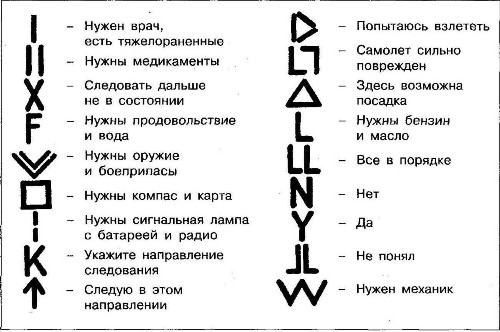 I – Нужен врач,
есть тяжелораненные
II – Нужны медикаменты
X – Следовать дальше
не в состоянии
F – Нужны продовольствие
и вода
– Нужны оружие
и боеприпасы
– Нужны компас и карта
– Нужны сигнальная лампа
с батареей и радио
K – Укажите направление
следования
↑ – Следую в этом
направлении
– Попытаюсь взлететь
– Самолет сильно
поврежден
△ – Здесь возможна
посадка
L – Нужны бензин
и масло
LL – Все в порядке
N – Нет
Y – Да
⅃L – Не понял
W – Нужен механик